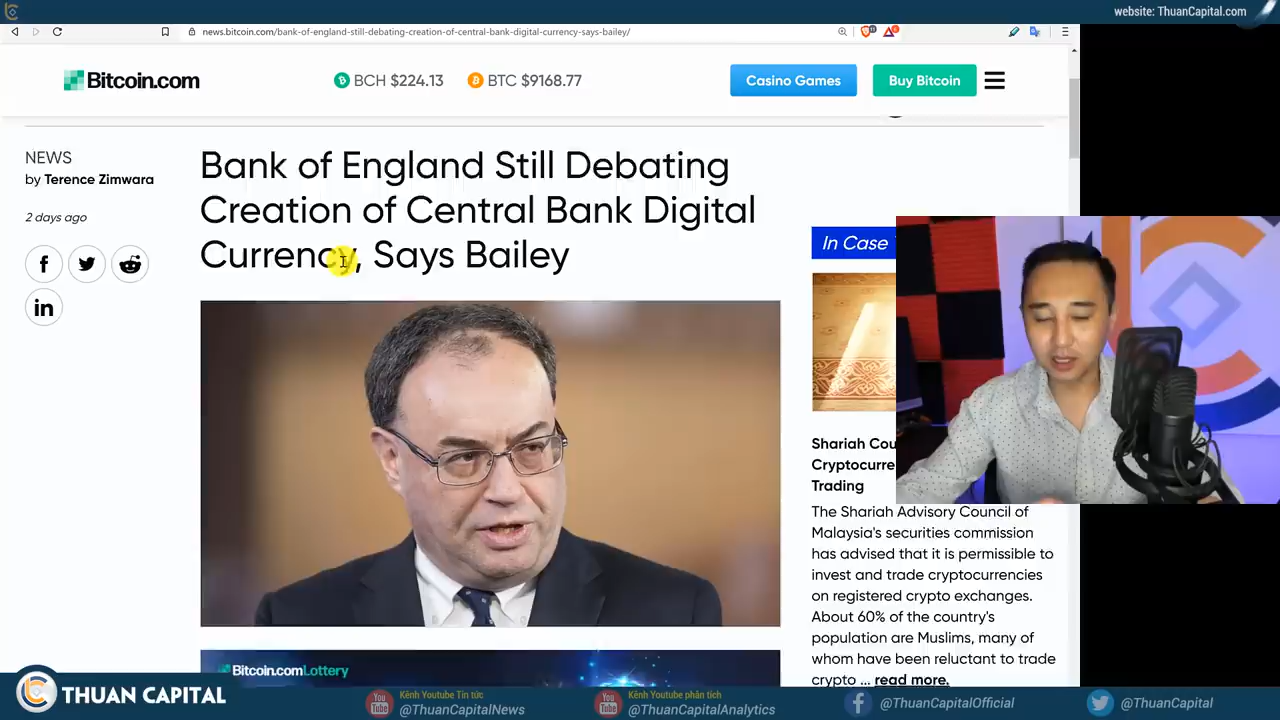 website: ThuanCapital.com
news.bitcoin.com/bank-of-england-still-debating-creation-of-central-bank-digital-currency-says-bailey/
Bitcoin.com
BCH $224.13
BTC $9168.77
Casino Games
Buy Bitcoin
NEWS
by Terence Zimwara
2 days ago
Bank of England Still Debating
Creation of Central Bank Digital
Currency, Says Bailey
In Case
Shariah Cou
Cryptocurre
Trading
The Shariah Advisory Council of
Malaysia's securities commission
has advised that it is permissible to
invest and trade cryptocurrencies
on registered crypto exchanges.
About 60% of the country's
population are Muslims, many of
whom have been reluctant to trade
crypto ... read more.
Bitcoin.com Lottery
THUAN CAPITAL
Kênh Youtube Tin tức
@ThuanCapitalNews
Kênh Youtube phân tích
@ThuanCapitalAnalytics
@ThuanCapitalOfficial
@ThuanCapital